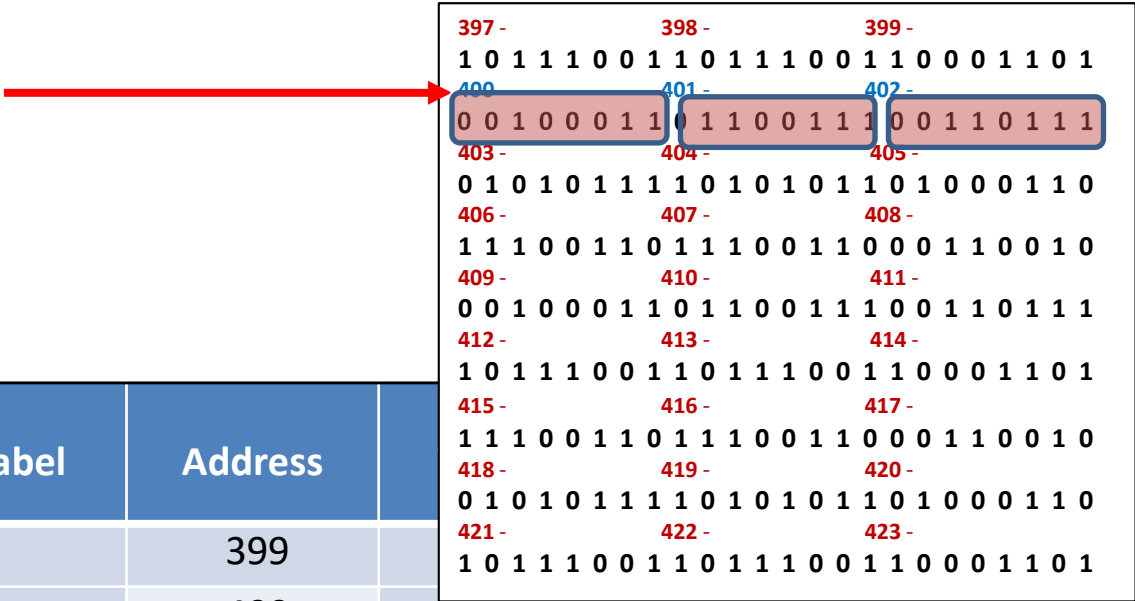 397 - 398 - 399 -
1 0 1 1 1 0 0 1 1 0 1 1 1 0 0 1 1 0 0 0 1 1 0 1
400 - 401 - 402 -
0 0 1 0 0 0 1 1 0 1 1 0 0 1 1 1 0 0 1 1 0 1 1 1
403 - 404 - 405 -
0 1 0 1 0 1 1 1 1 0 1 0 1 0 1 1 0 1 0 0 0 1 1 0
406 - 407 - 408 -
1 1 1 0 0 1 1 0 1 1 1 0 0 1 1 0 0 0 1 1 0 0 1 0
409 - 410 - 411 -
0 0 1 0 0 0 1 1 0 1 1 0 0 1 1 1 0 0 1 1 0 1 1 1
412 - 413 - 414 -
1 0 1 1 1 0 0 1 1 0 1 1 1 0 0 1 1 0 0 0 1 1 0 1
415 - 416 - 417 -
1 1 1 0 0 1 1 0 1 1 1 0 0 1 1 0 0 0 1 1 0 0 1 0
418 - 419 - 420 -
0 1 0 1 0 1 1 1 1 0 1 0 1 0 1 1 0 1 0 0 0 1 1 0
421 - 422 - 423 -
1 0 1 1 1 0 0 1 1 0 1 1 1 0 0 1 1 0 0 0 1 1 0 1
abel Address
399